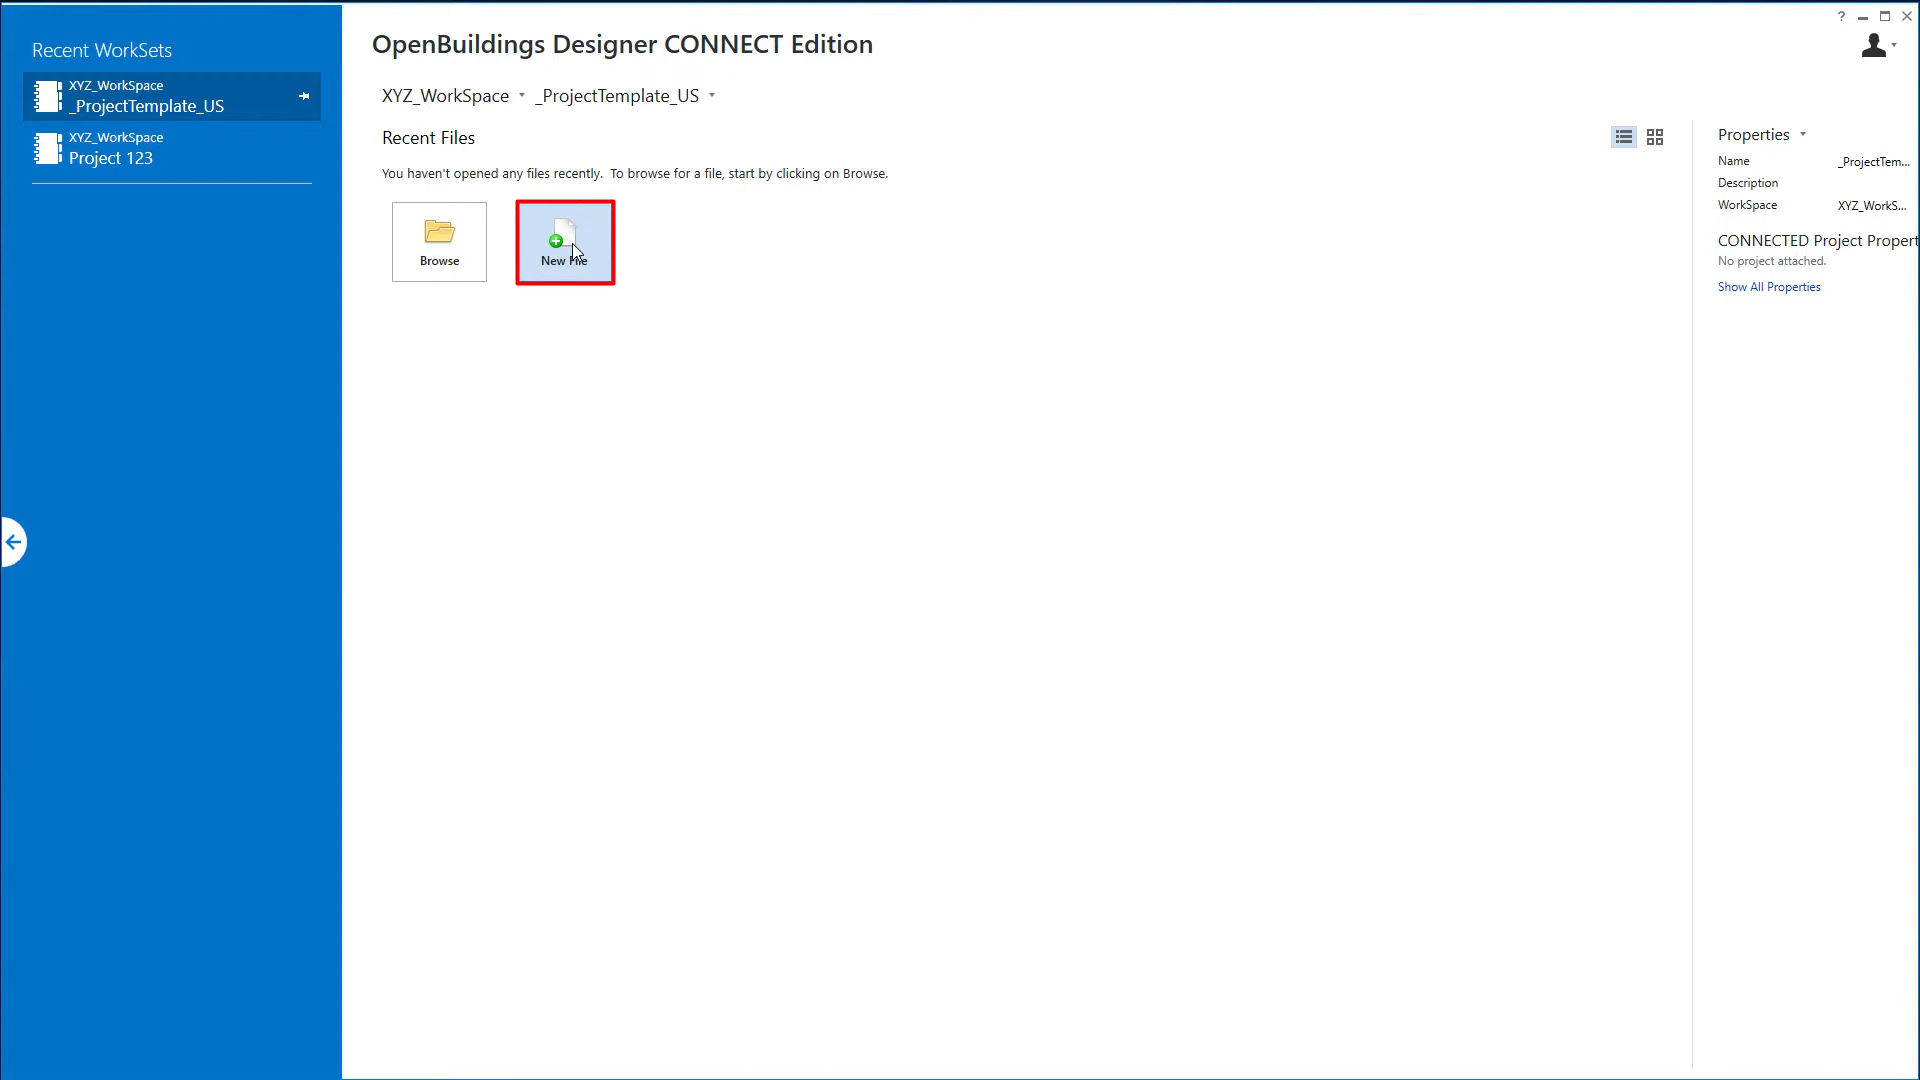 Recent WorkSets
XYZ_WorkSpace
_ProjectTemplate_US
XYZ_WorkSpace
Project 123
?
OpenBuildings Designer CONNECT Edition
XYZ_WorkSpace
_ProjectTemplate_US
Recent Files
You haven't opened any files recently. To browse for a file, start by clicking on Browse.
Browse
New File
Properties
Name
_ProjectTem...
Description
WorkSpace
XYZ_WorkS...
CONNECTED Project Propert
No project attached.
Show All Properties